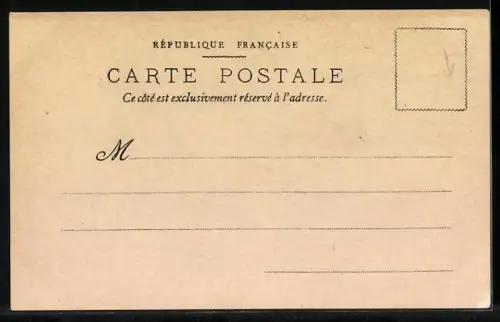 RÉPUBLIQUE FRANÇAISE
CARTE POSTALE
Ce côté est exclusivement réservé à l'adresse.
M